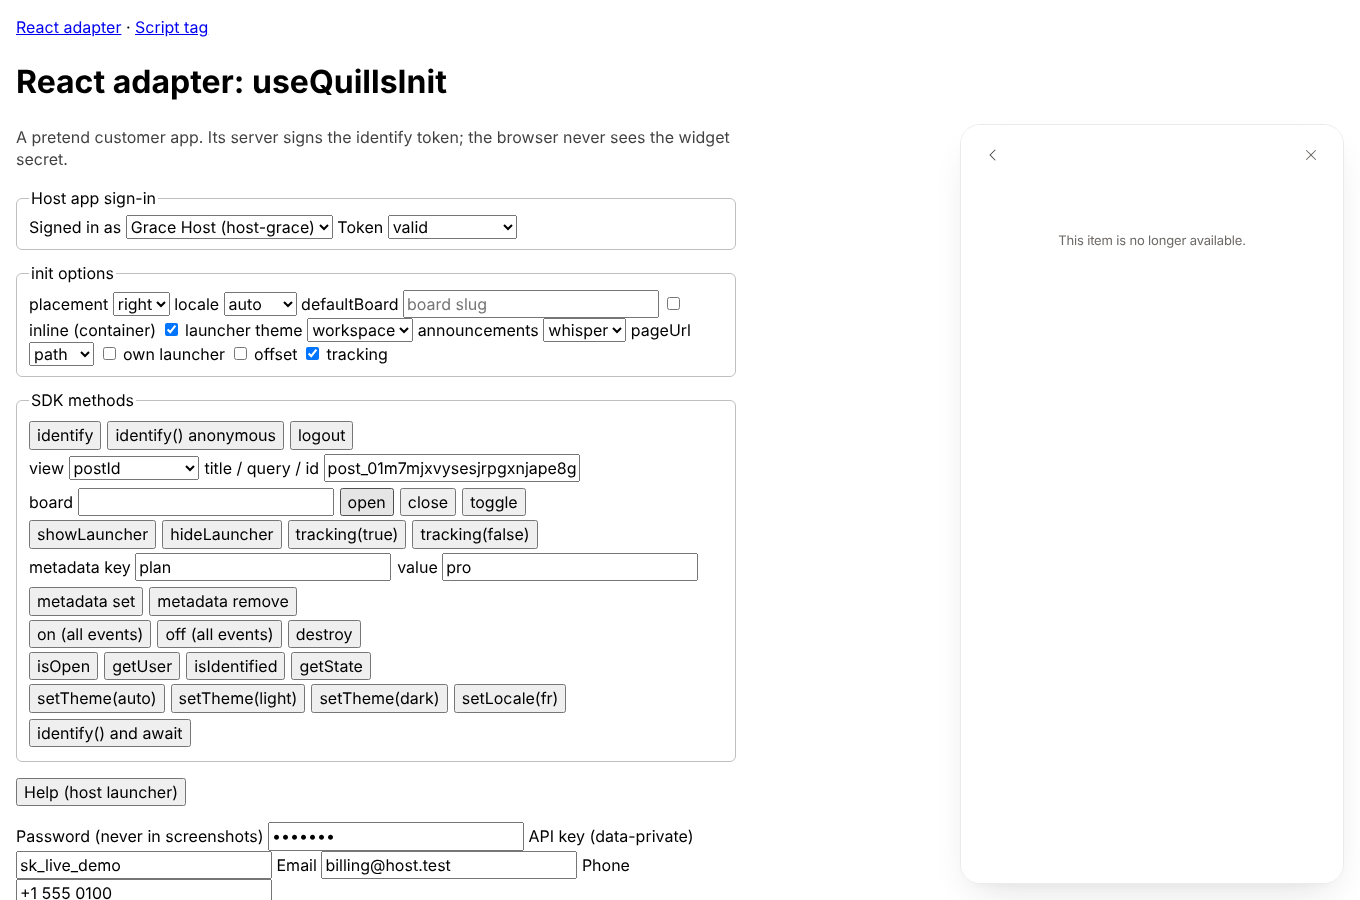 React adapter · Script tag
React adapter: useQuillsInit
A pretend customer app. Its server signs the identify token; the browser never sees the widget
secret.
Host app sign-in
Signed in as Grace Host (host-grace) Token valid
init options
placement right locale auto defaultBoard board slug
inline (container) launcher theme workspace announcements whisper pageUrl
path own launcher offset tracking
SDK methods
identify identify() anonymous logout
view postId title / query / id post_01m7mjxvysesjrpgxnjape8g
board open close toggle
showLauncher hideLauncher tracking(true) tracking(false)
metadata key plan value pro
metadata set metadata remove
on (all events) off (all events) destroy
isOpen getUser isIdentified getState
setTheme(auto) setTheme(light) setTheme(dark) setLocale(fr)
identify() and await
Help (host launcher)
Password (never in screenshots) ••••••• API key (data-private)
sk_live_demo Email billing@host.test Phone
+1 555 0100
This item is no longer available.